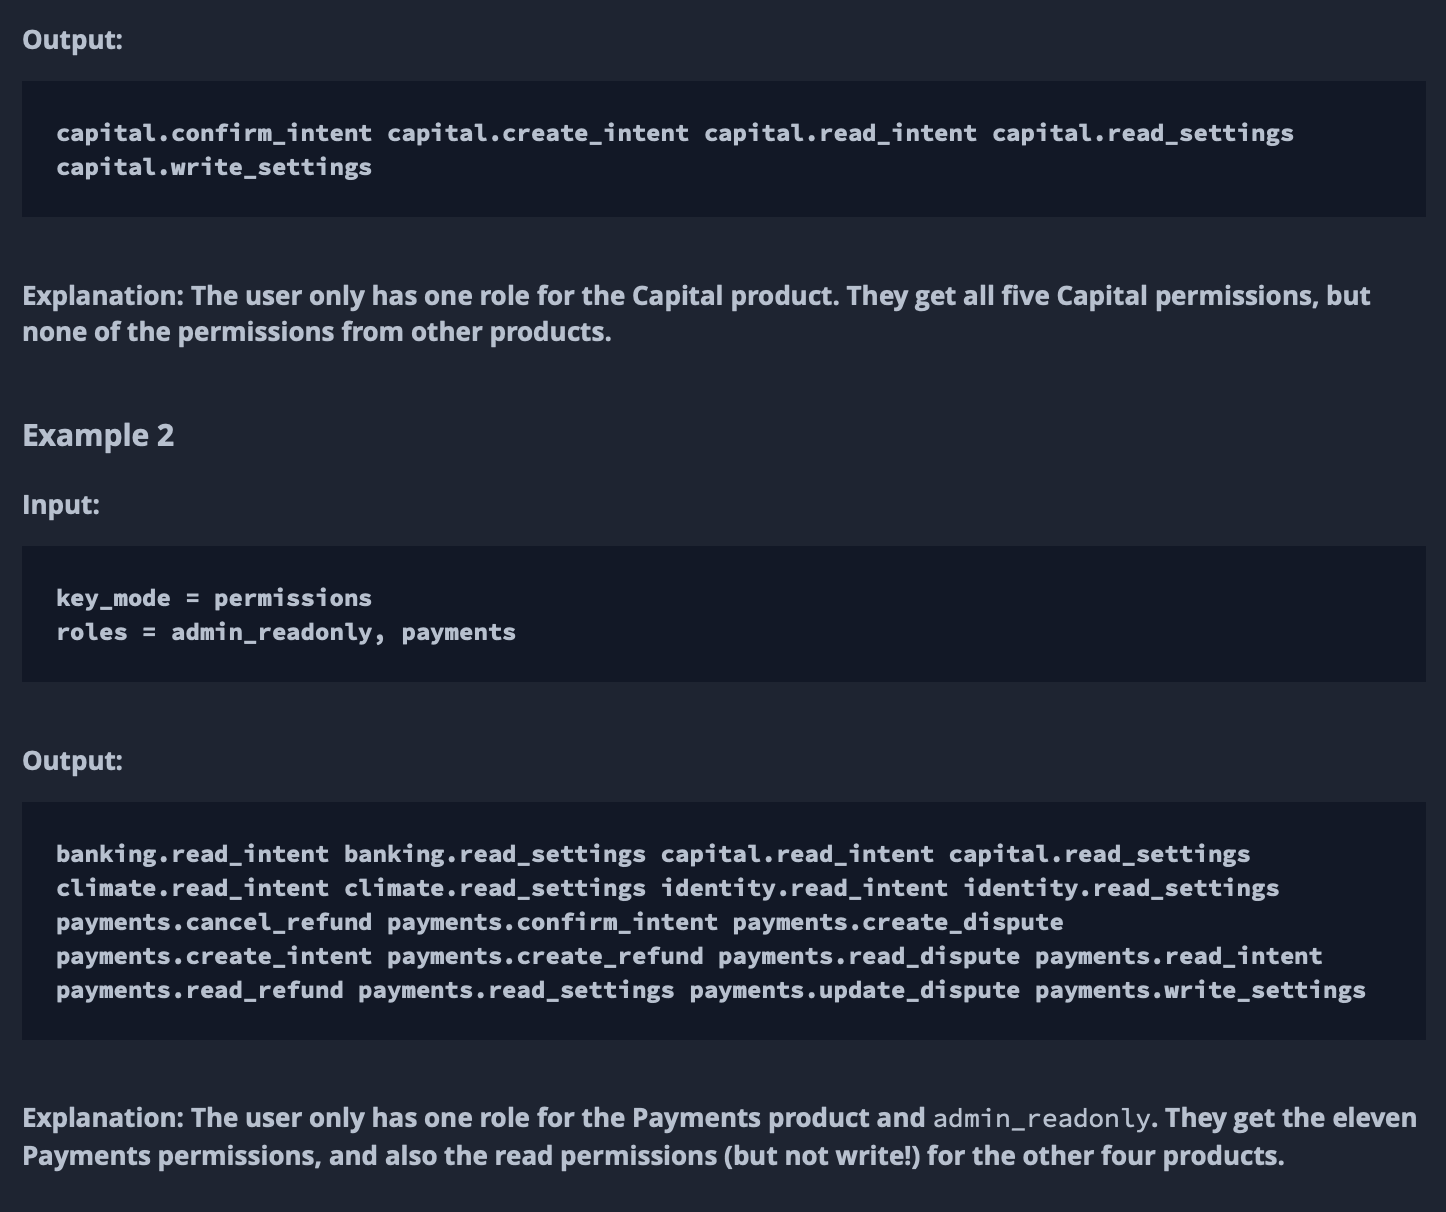 Output:
capital.confirm_intent capital.create_intent capital.read_intent capital.read_settings
capital.write_settings
Explanation: The user only has one role for the Capital product. They get all five Capital permissions, but
none of the permissions from other products.
Example 2
Input:
key_mode = permissions
roles = admin_readonly, payments
Output:
banking.read_intent banking.read_settings capital.read_intent capital.read_settings
climate.read_intent climate.read_settings identity.read_intent identity.read_settings
payments.cancel_refund payments.confirm_intent payments.create_dispute
payments.create_intent payments.create_refund payments.read_dispute payments.read_intent
payments.read_refund payments.read_settings payments.update_dispute payments.write_settings
Explanation: The user only has one role for the Payments product and admin_readonly. They get the eleven
Payments permissions, and also the read permissions (but not write!) for the other four products.